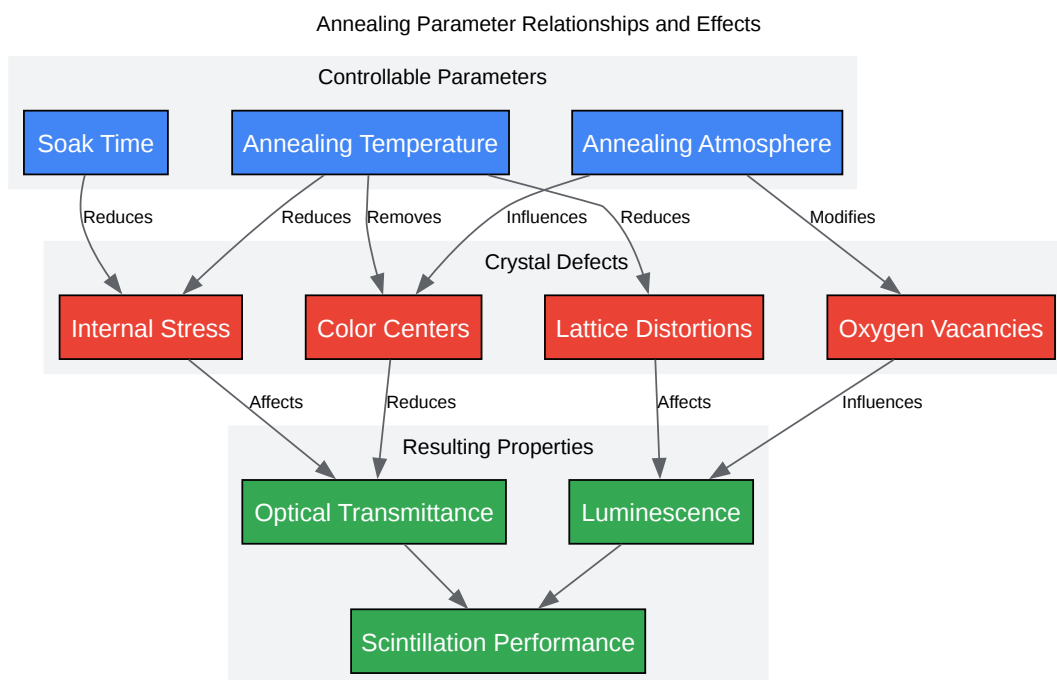 Annealing Parameter Relationships and Effects
Controllable Parameters
Soak Time
Annealing Temperature
Annealing Atmosphere
Reduces
Reduces
Removes
Influences
Reduces
Modifies
Crystal Defects
Internal Stress
Color Centers
Lattice Distortions
Oxygen Vacancies
Affects
Reduces
Affects
Influences
Resulting Properties
Optical Transmittance
Luminescence
Scintillation Performance